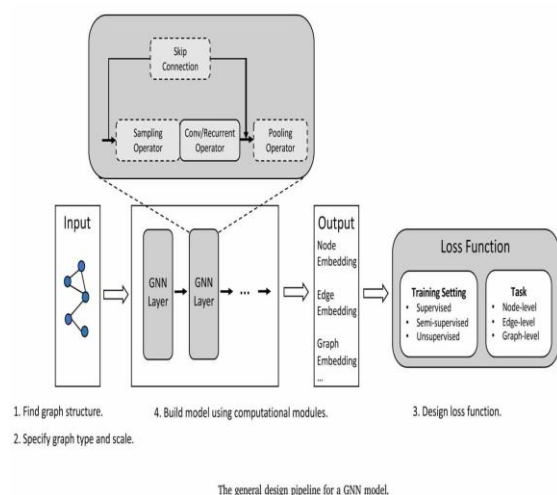 Skip
Connection
Sampling
Operator
Conv/Recurrent
Operator
Pooling
Operator
Input
GNN
Layer
GNN
Layer
...
Output
Node
Embedding
Edge
Embedding
Graph
Embedding
...
Loss Function
Training Setting
• Supervised
• Semi-supervised
• Unsupervised
Task
• Node-level
• Edge-level
• Graph-level
1. Find graph structure.
2. Specify graph type and scale.
4. Build model using computational modules.
3. Design loss function.
The general design pipeline for a GNN model.